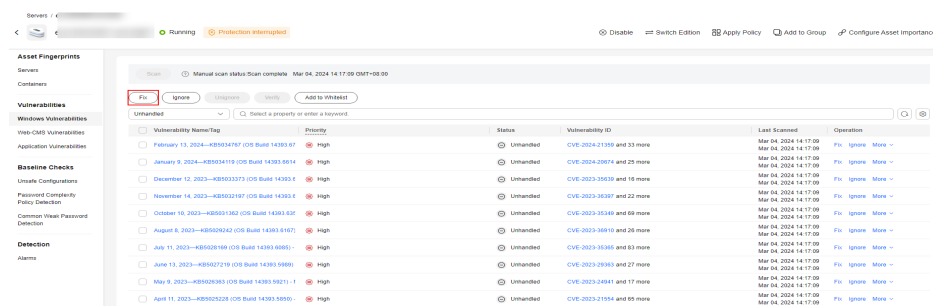 Servers /
Running
Protection interrupted
Disable
Switch Edition
Apply Policy
Add to Group
Configure Asset Importance
Asset Fingerprints
Servers
Containers
Vulnerabilities
Windows Vulnerabilities
Web-CMS Vulnerabilities
Application Vulnerabilities
Baseline Checks
Unsafe Configurations
Password Complexity
Policy Detection
Common Weak Password
Detection
Detection
Alarms
Scan
Manual scan status:Scan complete Mar 04, 2024 14:17:09 GMT+08:00
Fix Ignore Unignore Verify Add to Whitelist
Unhandled Select a property or enter a keyword.
Vulnerability Name/Tag Priority Status Vulnerability ID Last Scanned Operation
February 13, 2024—KB5034767 (OS Build 14393.67 High Unhandled CVE-2024-21359 and 33 more Mar 04, 2024 14:17:09 Fix Ignore More
Mar 04, 2024 14:17:09
January 9, 2024—KB5034119 (OS Build 14393.6614 High Unhandled CVE-2024-20674 and 25 more Mar 04, 2024 14:17:09 Fix Ignore More
Mar 04, 2024 14:17:09
December 12, 2023—KB5033373 (OS Build 14393.6 High Unhandled CVE-2023-35639 and 16 more Mar 04, 2024 14:17:09 Fix Ignore More
Mar 04, 2024 14:17:09
November 14, 2023—KB5032197 (OS Build 14393.6 High Unhandled CVE-2023-36397 and 22 more Mar 04, 2024 14:17:09 Fix Ignore More
Mar 04, 2024 14:17:09
October 10, 2023—KB5031362 (OS Build 14393.635 High Unhandled CVE-2023-35349 and 69 more Mar 04, 2024 14:17:09 Fix Ignore More
Mar 04, 2024 14:17:09
August 8, 2023—KB5029242 (OS Build 14393.6167) High Unhandled CVE-2023-36910 and 26 more Mar 04, 2024 14:17:09 Fix Ignore More
Mar 04, 2024 14:17:09
July 11, 2023—KB5028169 (OS Build 14393.6085) - High Unhandled CVE-2023-35365 and 83 more Mar 04, 2024 14:17:09 Fix Ignore More
Mar 04, 2024 14:17:09
June 13, 2023—KB5027219 (OS Build 14393.5989) High Unhandled CVE-2023-29363 and 27 more Mar 04, 2024 14:17:09 Fix Ignore More
Mar 04, 2024 14:17:09
May 9, 2023—KB5026363 (OS Build 14393.5921) - High Unhandled CVE-2023-24941 and 17 more Mar 04, 2024 14:17:09 Fix Ignore More
Mar 04, 2024 14:17:09
April 11, 2023—KB5025228 (OS Build 14393.5850) - High Unhandled CVE-2023-21554 and 65 more Mar 04, 2024 14:17:09 Fix Ignore More
Mar 04, 2024 14:17:09